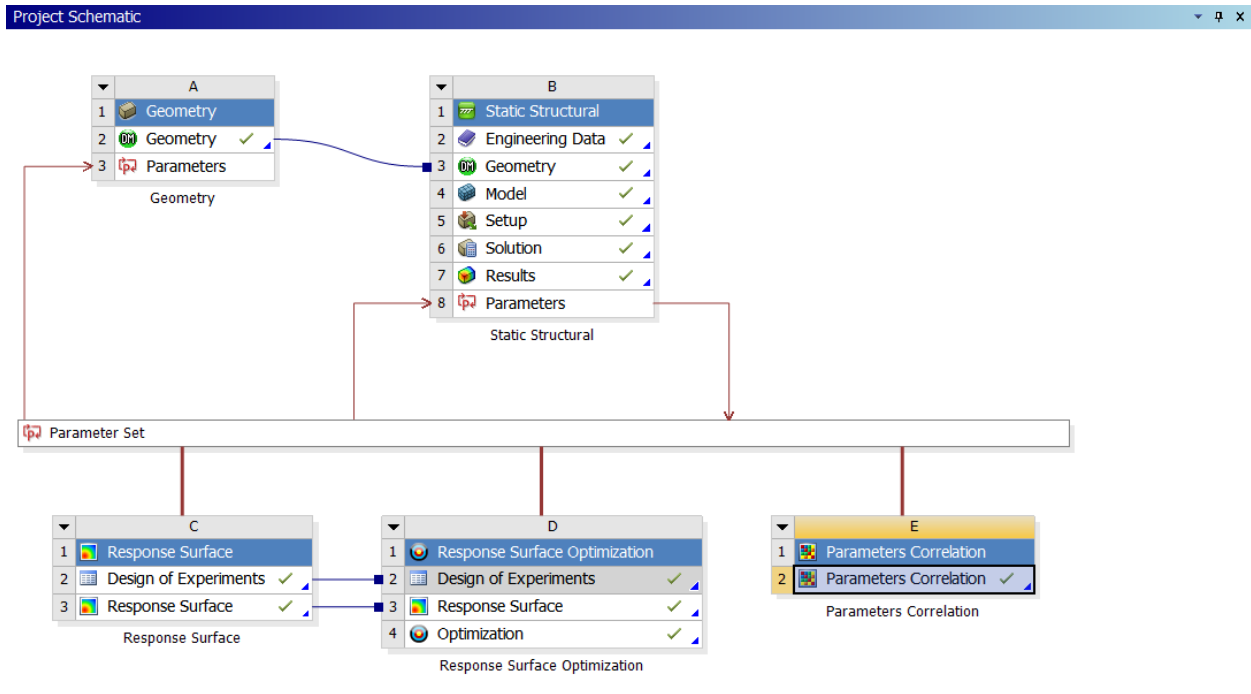 Project Schematic
A
1 Geometry
2 DM Geometry
3 Parameters
Geometry
B
1 Static Structural
2 Engineering Data
3 DM Geometry
4 Model
5 Setup
6 Solution
7 Results
8 Parameters
Static Structural
Parameter Set
C
1 Response Surface
2 Design of Experiments
3 Response Surface
Response Surface
D
1 Response Surface Optimization
2 Design of Experiments
3 Response Surface
4 Optimization
Response Surface Optimization
E
1 Parameters Correlation
2 Parameters Correlation
Parameters Correlation